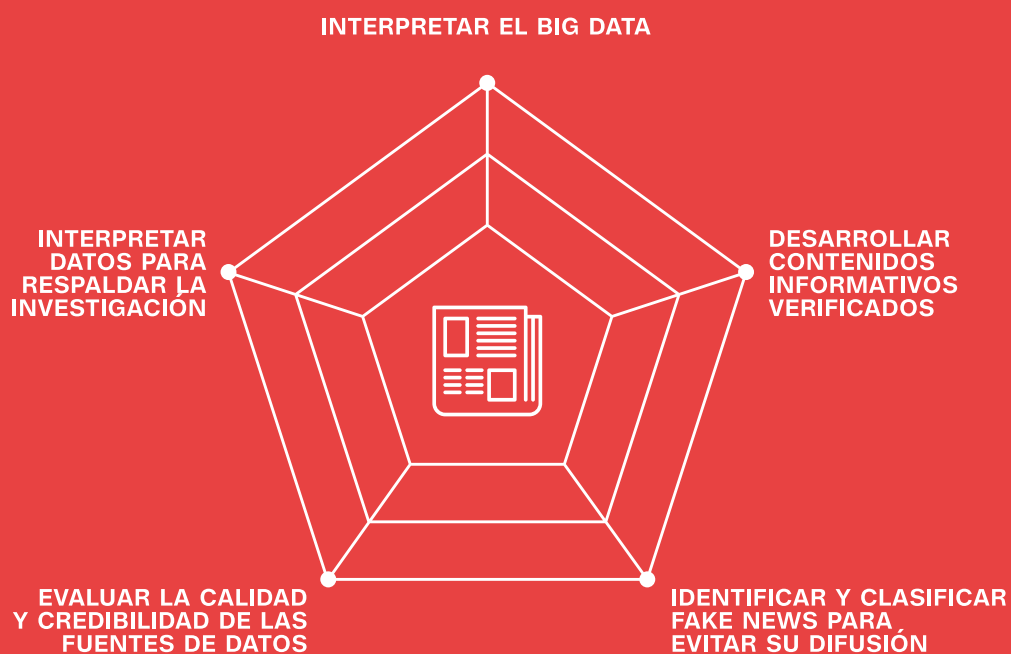 INTERPRETAR EL BIG DATA
INTERPRETAR
DATOS PARA
RESPALDAR LA
INVESTIGACIÓN
DESARROLLAR
CONTENIDOS
INFORMATIVOS
VERIFICADOS
EVALUAR LA CALIDAD
Y CREDIBILIDAD DE LAS
FUENTES DE DATOS
IDENTIFICAR Y CLASIFICAR
FAKE NEWS PARA
EVITAR SU DIFUSIÓN